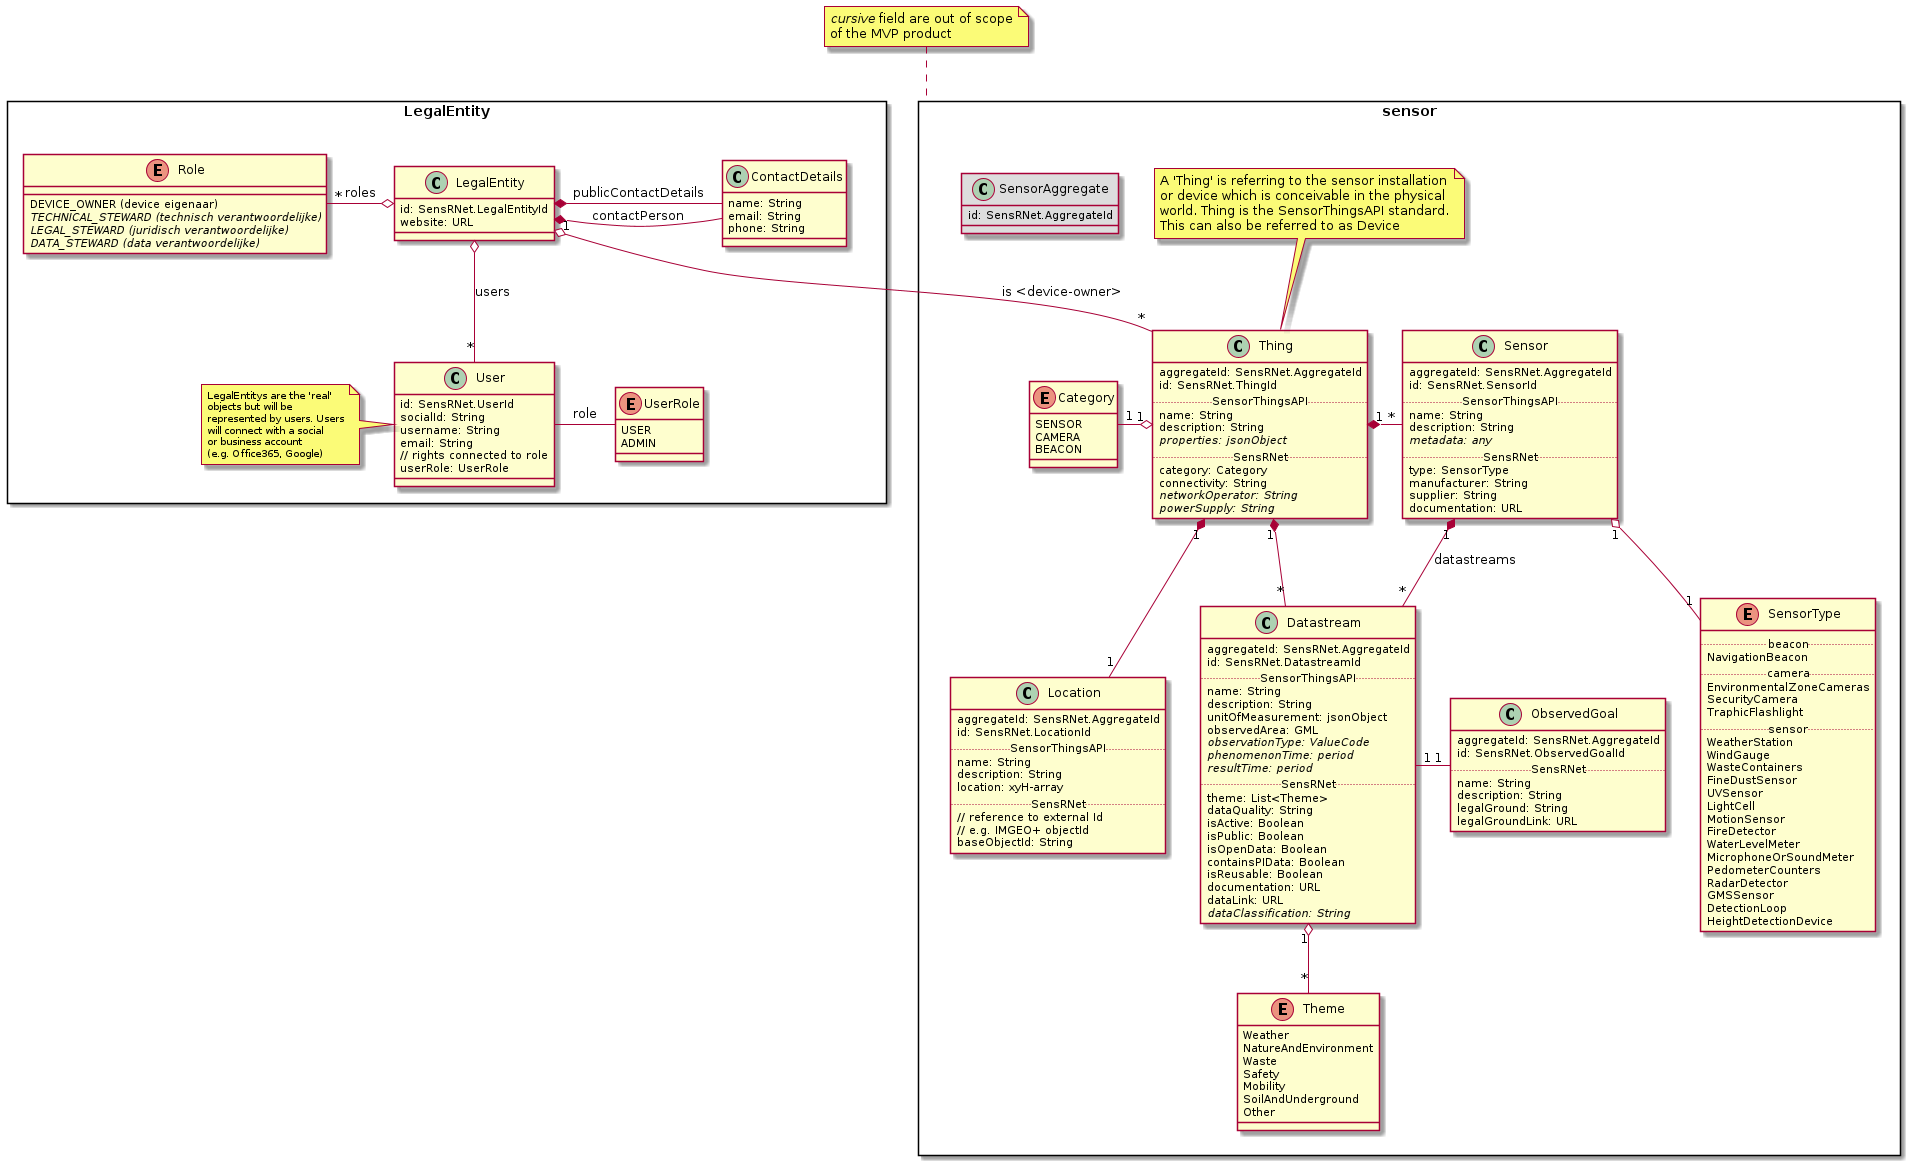 cursive field are out of scope
of the MVP product
LegalEntity
E Role
DEVICE_OWNER (device eigenaar)
TECHNICAL_STEWARD (technisch verantwoordelijke)
LEGAL_STEWARD (juridisch verantwoordelijke)
DATA_STEWARD (data verantwoordelijke)
* roles
C LegalEntity
id: SensRNet.LegalEntityId
website: URL
publicContactDetails
contactPerson
1
C ContactDetails
name: String
email: String
phone: String
users
*
is <device-owner>
*
LegalEntitys are the 'real'
objects but will be
represented by users. Users
will connect with a social
or business account
(e.g. Office365, Google)
C User
id: SensRNet.UserId
socialId: String
username: String
email: String
// rights connected to role
userRole: UserRole
role
E UserRole
USER
ADMIN
sensor
C SensorAggregate
id: SensRNet.AggregateId
A 'Thing' is referring to the sensor installation
or device which is conceivable in the physical
world. Thing is the SensorThingsAPI standard.
This can also be referred to as Device
E Category
SENSOR
CAMERA
BEACON
1 1
C Thing
aggregateId: SensRNet.AggregateId
id: SensRNet.ThingId
SensorThingsAPI
name: String
description: String
properties: jsonObject
SensRNet
category: Category
connectivity: String
networkOperator: String
powerSupply: String
1 *
C Sensor
aggregateId: SensRNet.AggregateId
id: SensRNet.SensorId
SensorThingsAPI
name: String
description: String
metadata: any
SensRNet
type: SensorType
manufacturer: String
supplier: String
documentation: URL
1
1
1
1
datastreams
*
*
1
1
C Location
aggregateId: SensRNet.AggregateId
id: SensRNet.LocationId
SensorThingsAPI
name: String
description: String
location: xyH-array
SensRNet
// reference to external Id
// e.g. IMGEO+ objectId
baseObjectId: String
C Datastream
aggregateId: SensRNet.AggregateId
id: SensRNet.DatastreamId
SensorThingsAPI
name: String
description: String
unitOfMeasurement: jsonObject
observedArea: GML
observationType: ValueCode
phenomenonTime: period
resultTime: period
SensRNet
theme: List<Theme>
dataQuality: String
isActive: Boolean
isPublic: Boolean
isOpenData: Boolean
containsPIData: Boolean
isReusable: Boolean
documentation: URL
dataLink: URL
dataClassification: String
1 1
C ObservedGoal
aggregateId: SensRNet.AggregateId
id: SensRNet.ObservedGoalId
SensRNet
name: String
description: String
legalGround: String
legalGroundLink: URL
E SensorType
beacon
NavigationBeacon
camera
EnvironmentalZoneCameras
SecurityCamera
TraphicFlashlight
sensor
WeatherStation
WindGauge
WasteContainers
FineDustSensor
UVSensor
LightCell
MotionSensor
FireDetector
WaterLevelMeter
MicrophoneOrSoundMeter
PedometerCounters
RadarDetector
GMSSensor
DetectionLoop
HeightDetectionDevice
1
*
E Theme
Weather
NatureAndEnvironment
Waste
Safety
Mobility
SoilAndUnderground
Other